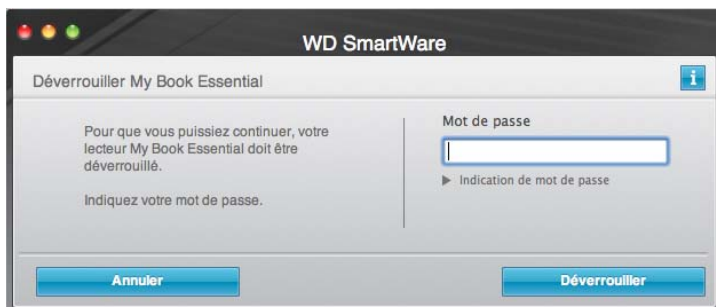 WD SmartWare
Déverrouiller My Book Essential
i
Pour que vous puissiez continuer, votre
lecteur My Book Essential doit être
déverrouillé.
Indiquez votre mot de passe.
Mot de passe
Indication de mot de passe
Annuler
Déverrouiller